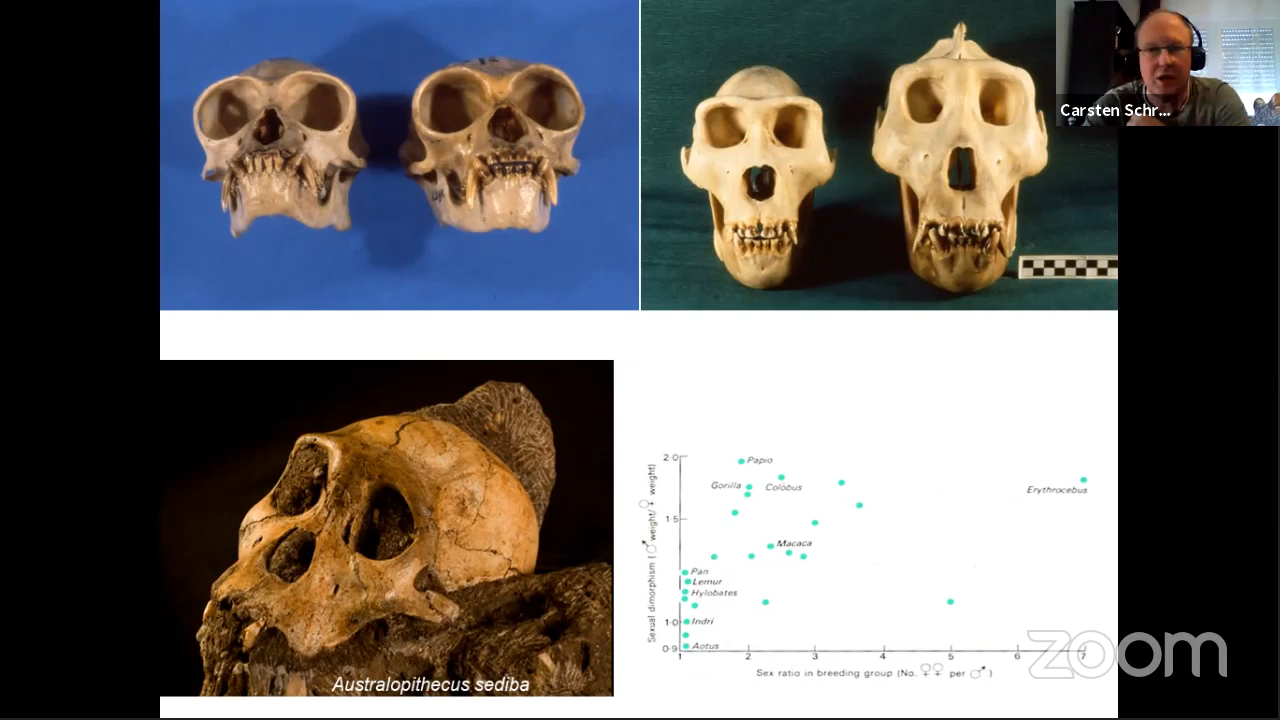 Carsten Schr...
Australopithecus sediba
Sexual dimorphism (♂ weight/ ♀ weight)
2·0
1·5
1·0
0·9
Papio
Gorilla
Colobus
Erythrocebus
Macaca
Pan
Lemur
Hylobates
Indri
Aotus
1 2 3 4 5 6 7
Sex ratio in breeding group (No. ♀♀ per ♂)
zoom